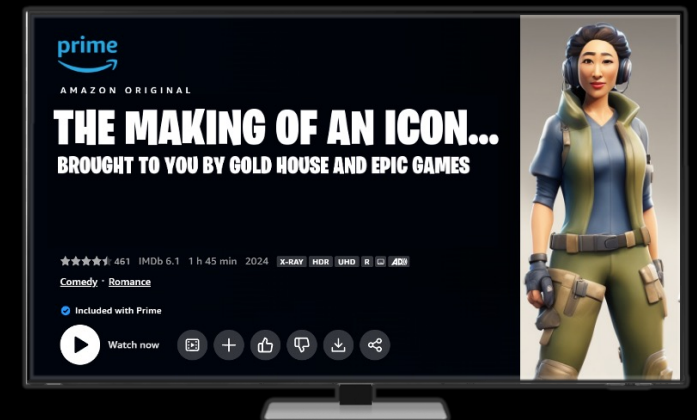 prime
AMAZON ORIGINAL
THE MAKING OF AN ICON...
BROUGHT TO YOU BY GOLD HOUSE AND EPIC GAMES
461 IMDb 6.1 1 h 45 min 2024 X-RAY HDR UHD R AD
Comedy · Romance
Included with Prime
Watch now